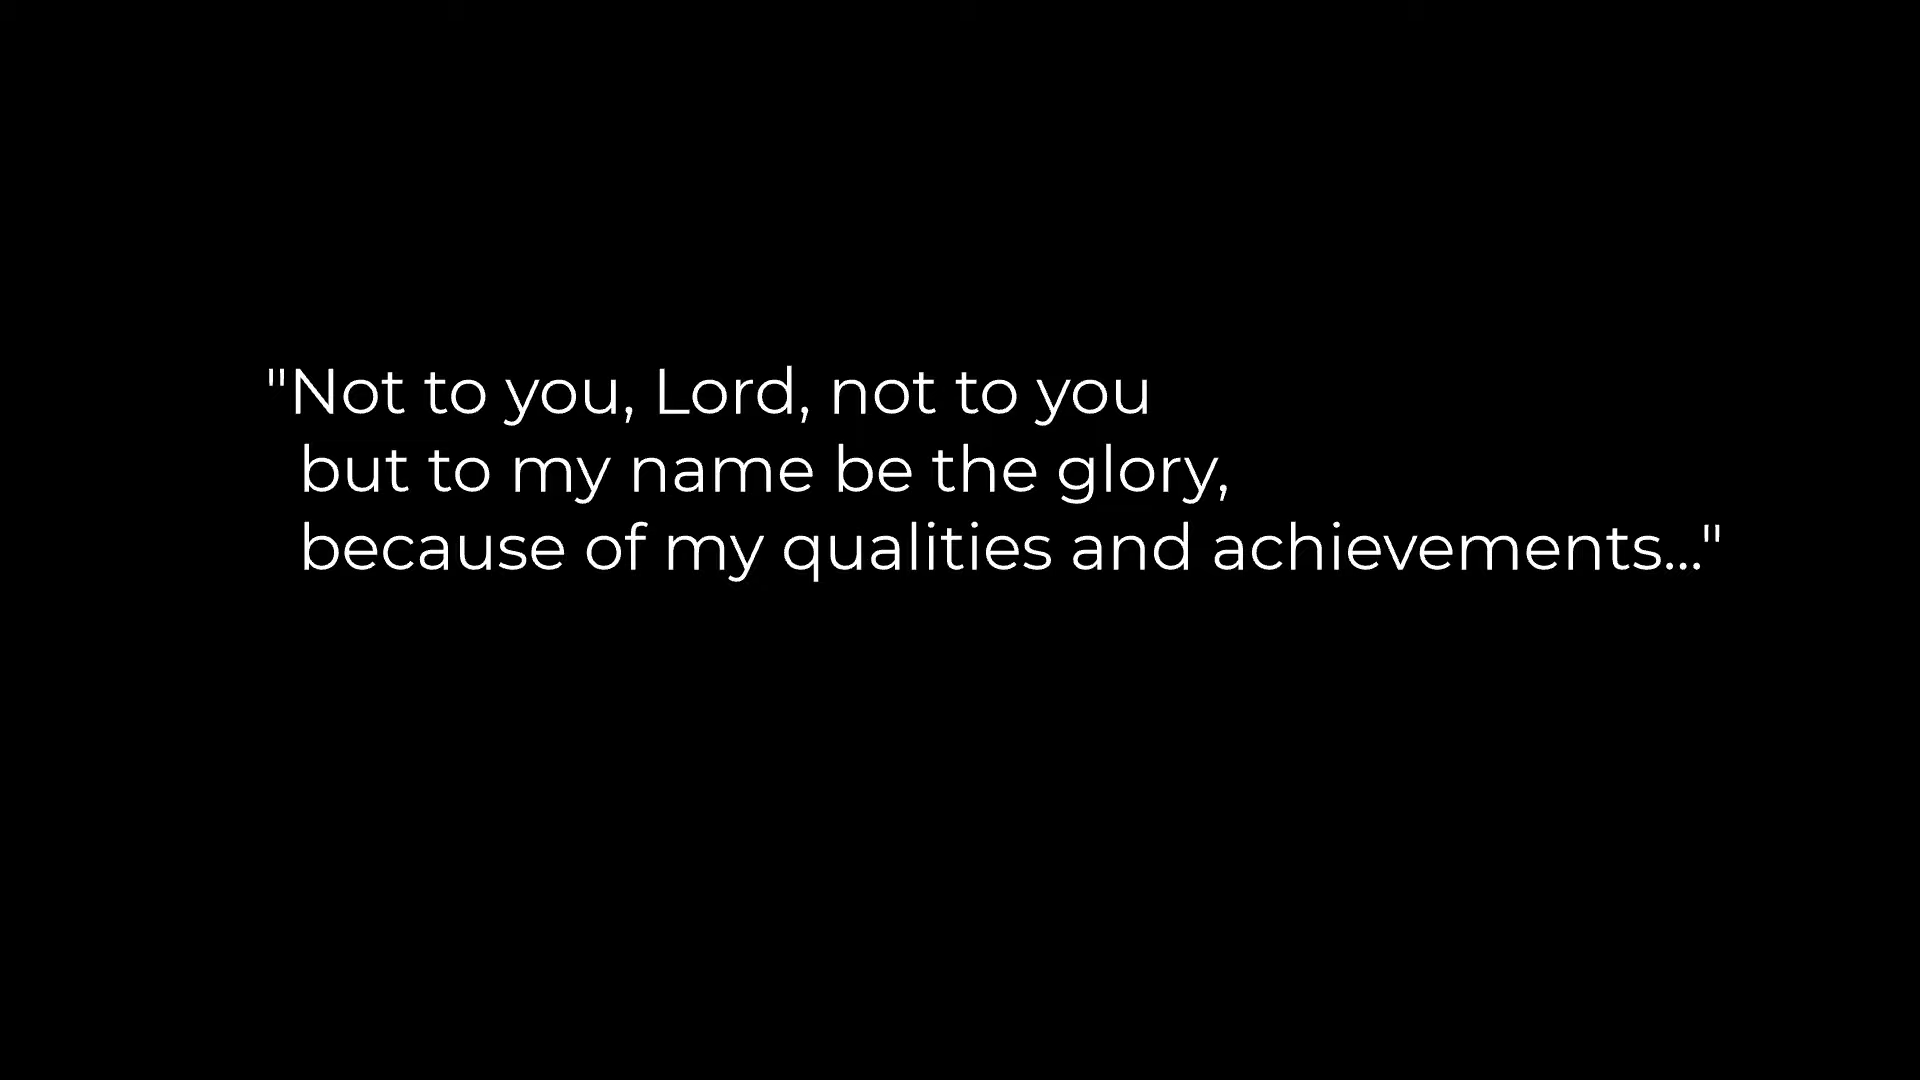 "Not to you, Lord, not to you
but to my name be the glory,
because of my qualities and achievements..."